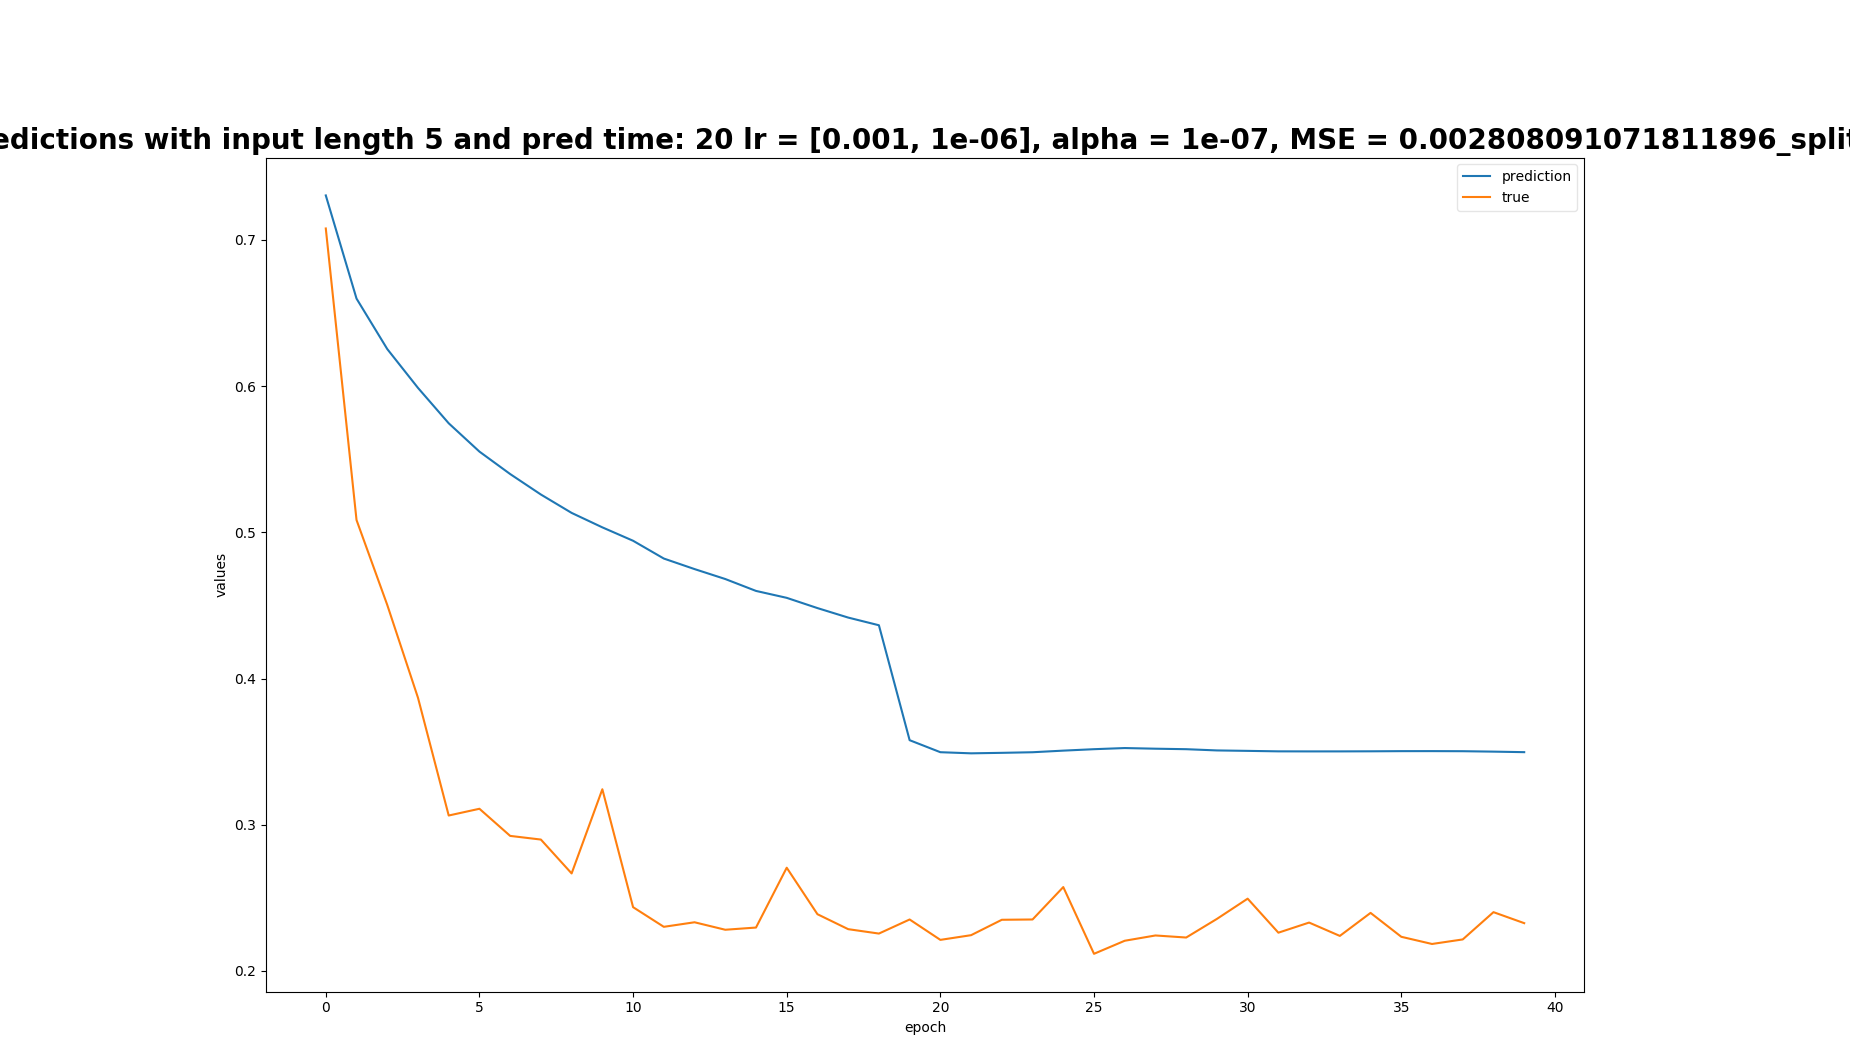 edictions with input length 5 and pred time: 20 lr = [0.001, 1e-06], alpha = 1e-07, MSE = 0.002808091071811896_split
prediction
true
0.7
0.6
0.5
0.4
0.3
0.2
values
0 5 10 15 20 25 30 35 40
epoch